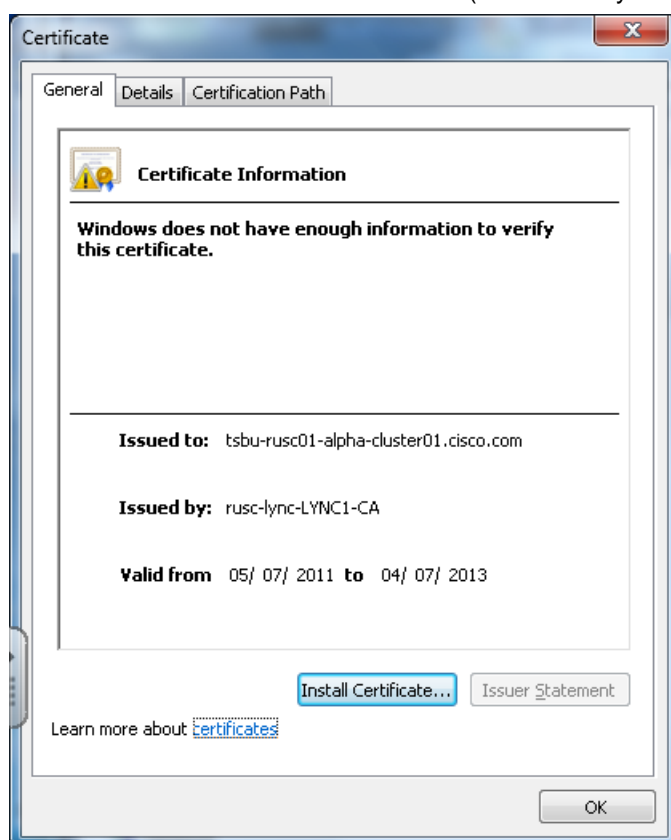 Certificate
General Details Certification Path
Certificate Information
Windows does not have enough information to verify
this certificate.
Issued to: tsbu-rusc01-alpha-cluster01.cisco.com
Issued by: rusc-lync-LYNC1-CA
Valid from 05/ 07/ 2011 to 04/ 07/ 2013
Install Certificate... Issuer Statement
Learn more about certificates
OK